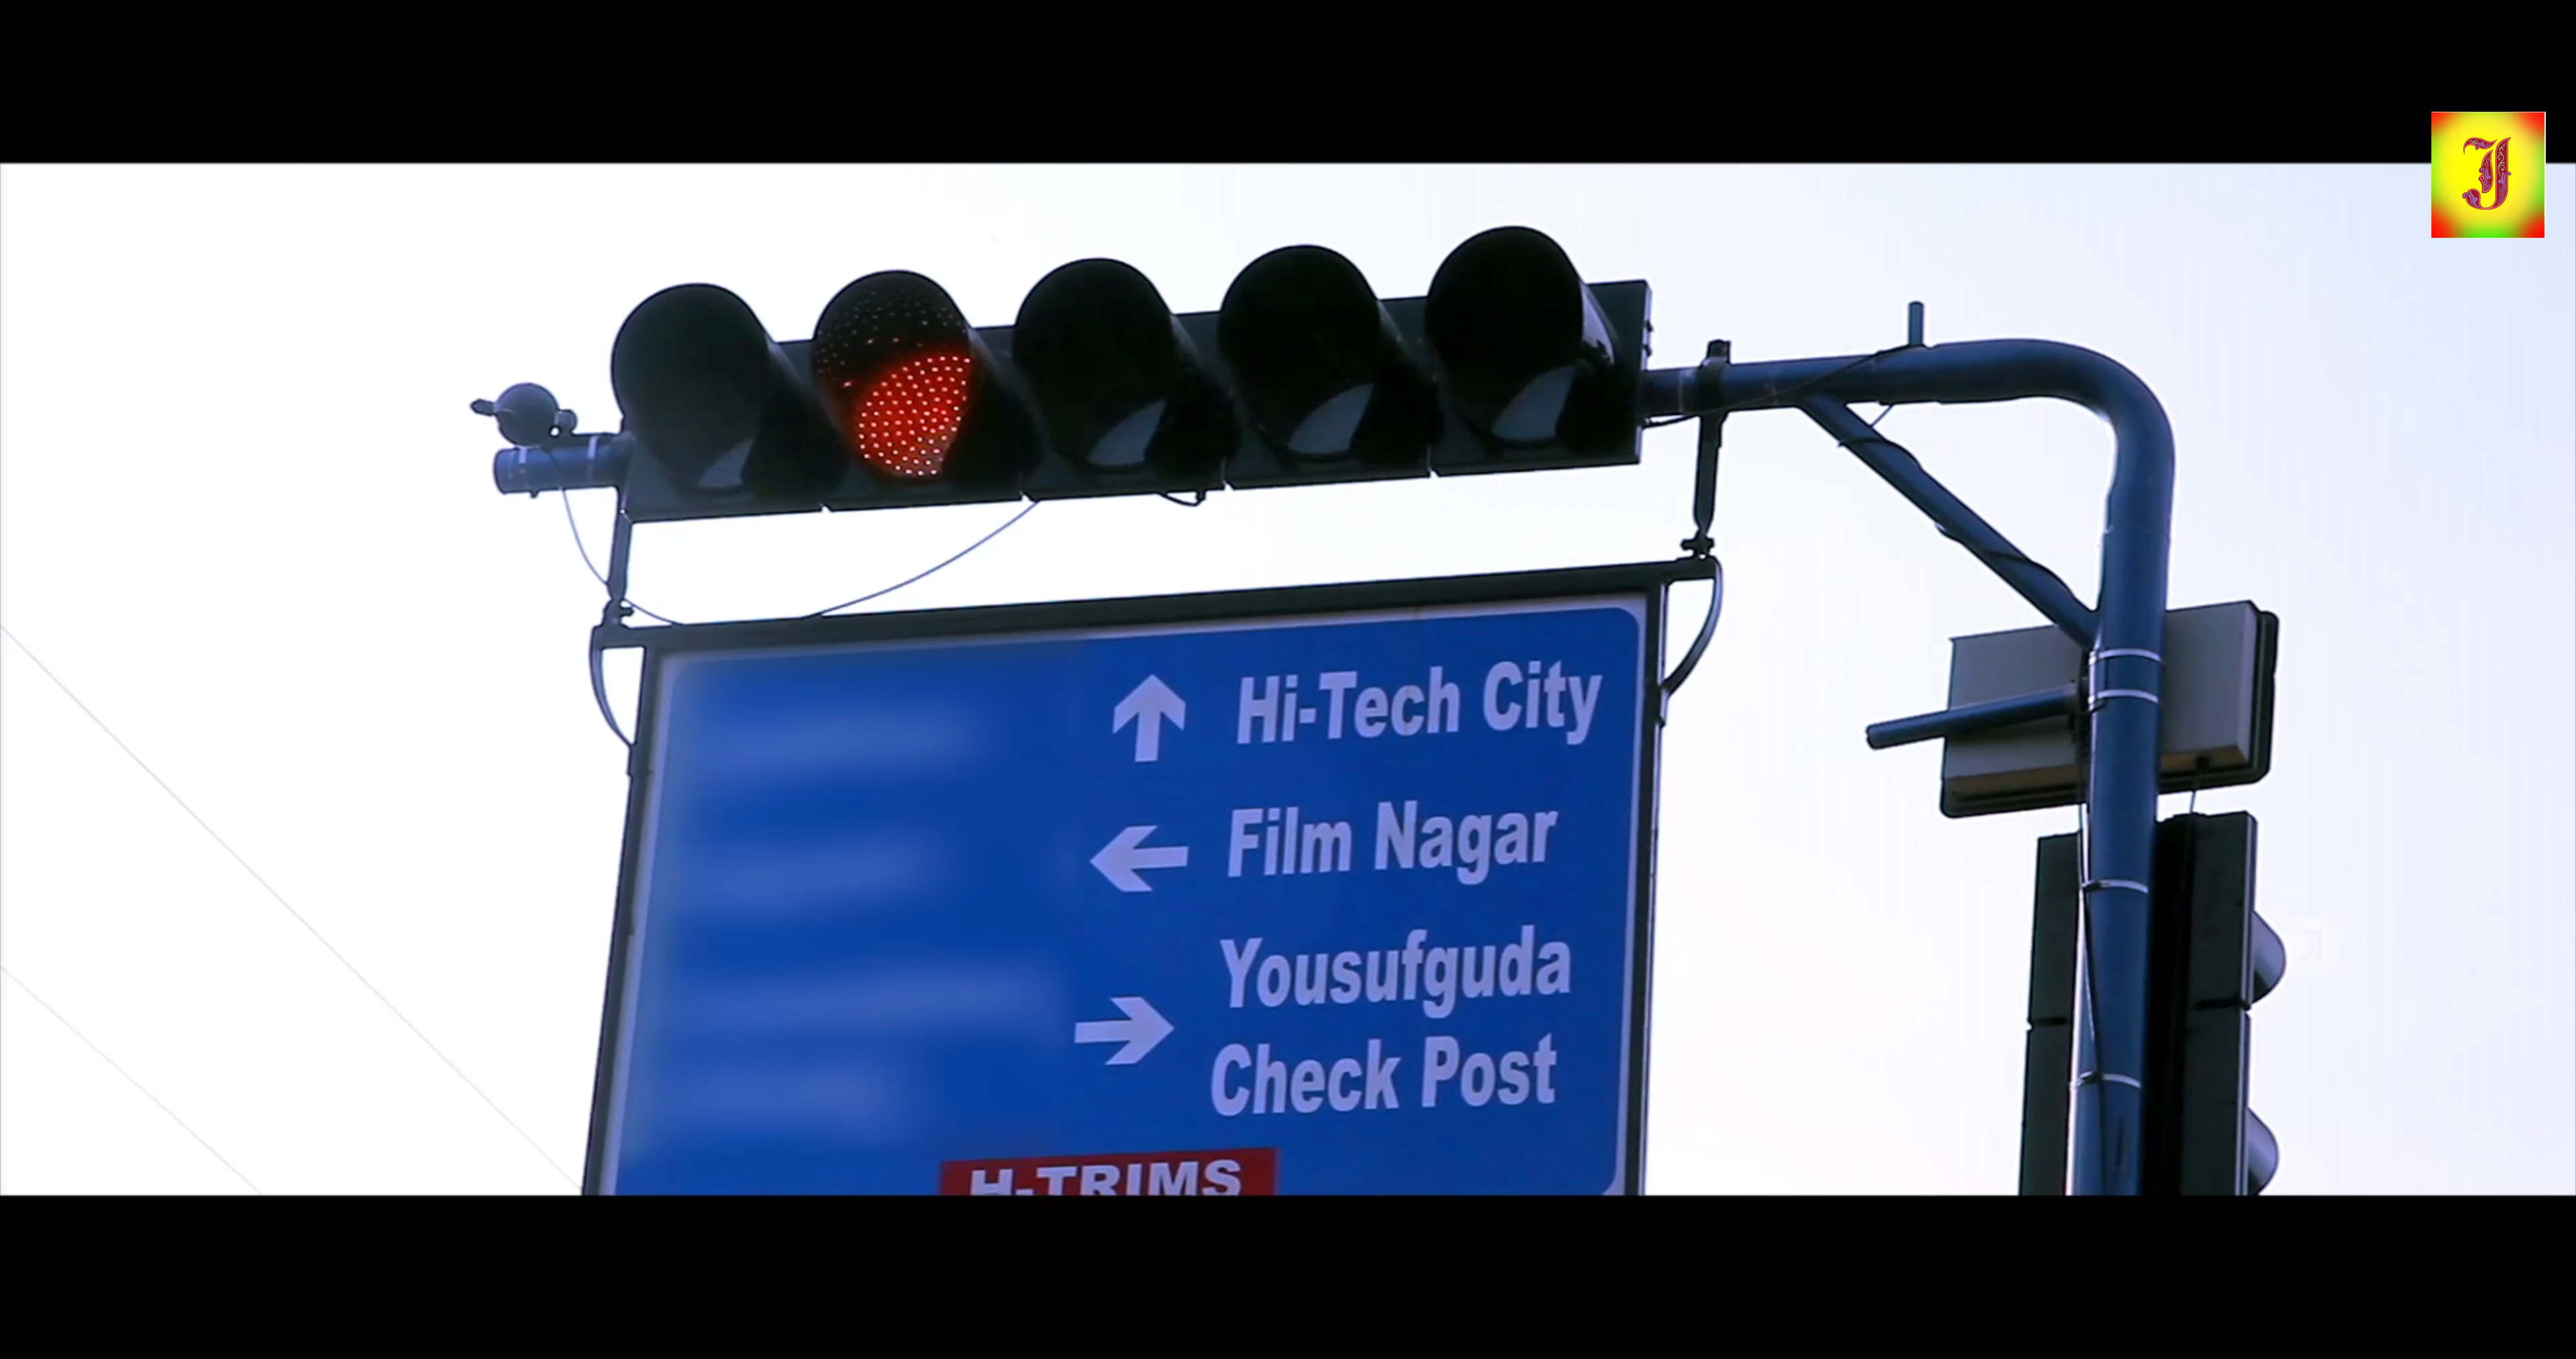 J
Hi-Tech City
Film Nagar
Yousufguda
Check Post
H-TRIMS